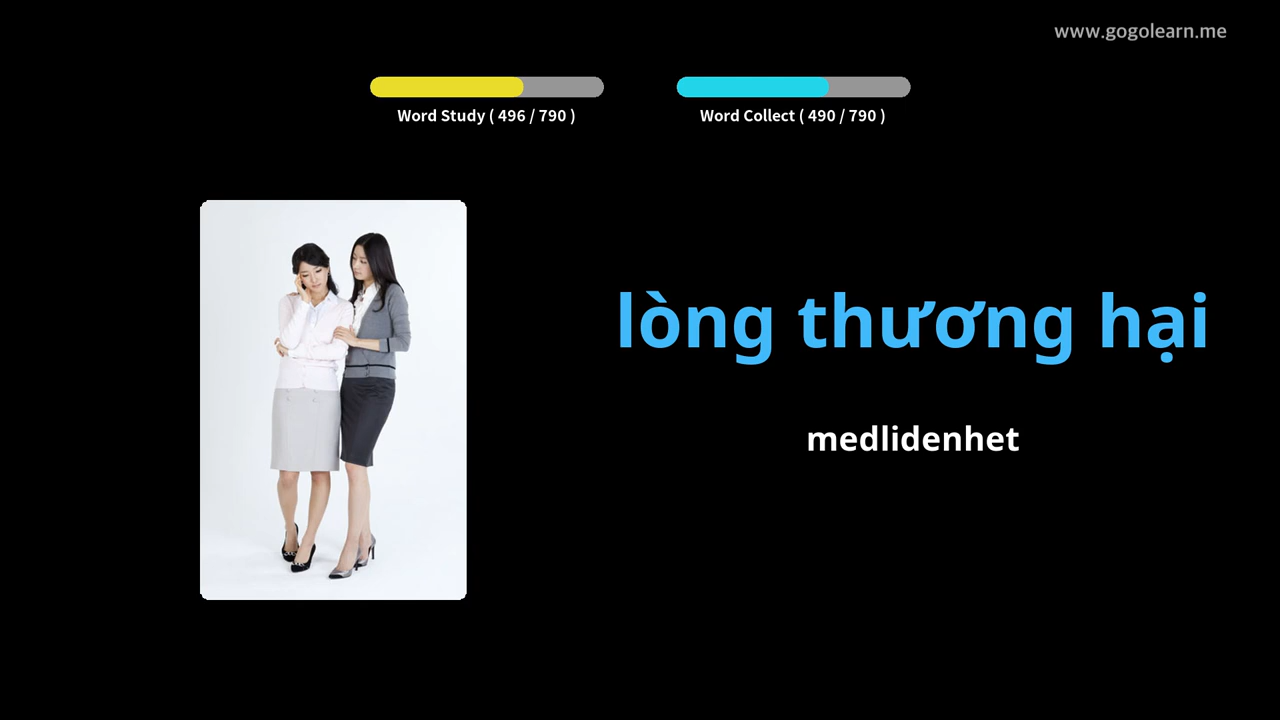 www.gogolearn.me
Word Study ( 496 / 790 )
Word Collect ( 490 / 790 )
lòng thương hại
medlidenhet